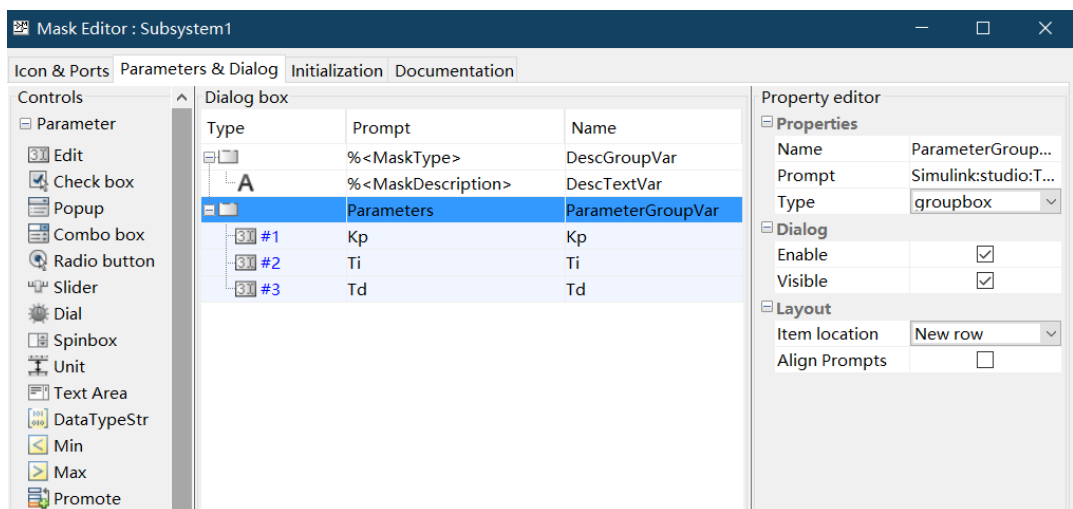 Mask Editor : Subsystem1
Icon & Ports Parameters & Dialog Initialization Documentation
Controls
Parameter
Edit
Check box
Popup
Combo box
Radio button
Slider
Dial
Spinbox
Unit
Text Area
DataTypeStr
Min
Max
Promote
Dialog box
Type Prompt Name
%<MaskType> DescGroupVar
A %<MaskDescription> DescTextVar
Parameters ParameterGroupVar
#1 Kp Kp
#2 Ti Ti
#3 Td Td
Property editor
Properties
Name ParameterGroup...
Prompt Simulink:studio:T...
Type groupbox
Dialog
Enable
Visible
Layout
Item location New row
Align Prompts